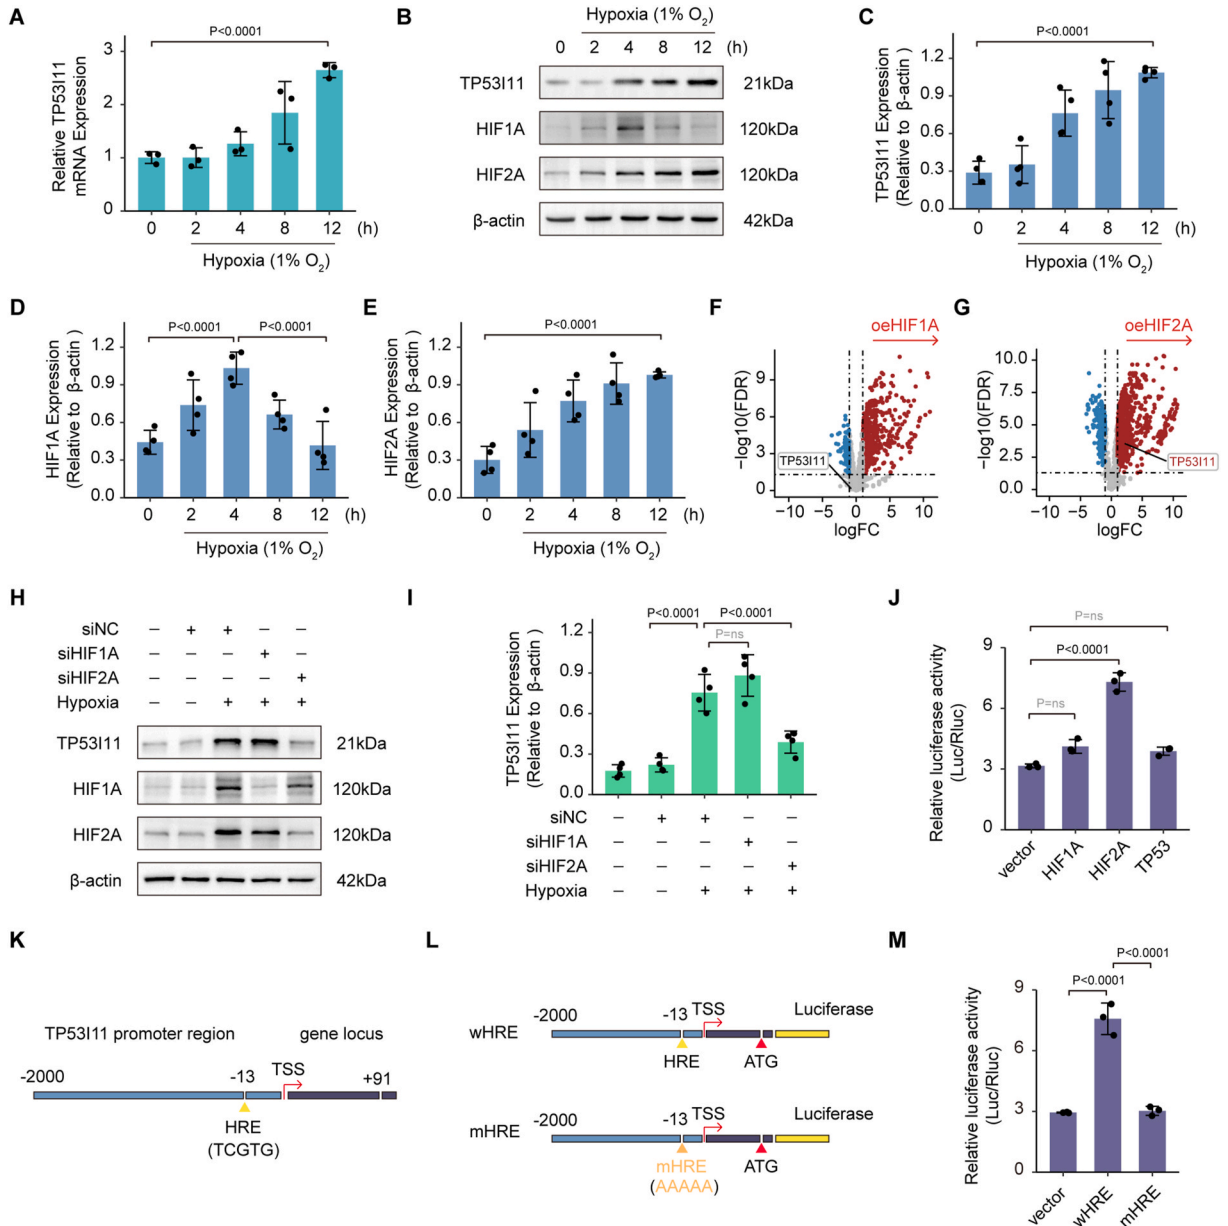 A
P<0.0001
Relative TP53I11
mRNA Expression
3
2
1
0
0 2 4 8 12 (h)
Hypoxia (1% O2)
B
Hypoxia (1% O2)
0 2 4 8 12 (h)
TP53I11 21kDa
HIF1A 120kDa
HIF2A 120kDa
β-actin 42kDa
C
P<0.0001
TP53I11 Expression
(Relative to β-actin )
1.2
0.9
0.6
0.3
0.0
0 2 4 8 12 (h)
Hypoxia (1% O2)
D
P<0.0001 P<0.0001
HIF1A Expression
(Relative to β-actin )
1.2
0.9
0.6
0.3
0.0
0 2 4 8 12 (h)
Hypoxia (1% O2)
E
P<0.0001
HIF2A Expression
(Relative to β-actin )
1.2
0.9
0.6
0.3
0.0
0 2 4 8 12 (h)
Hypoxia (1% O2)
F
oeHIF1A
−log10(FDR)
9
6
3
0
TP53I11
−10 −5 0 5 10
logFC
G
oeHIF2A
−log10(FDR)
10.0
7.5
5.0
2.5
0.0
TP53I11
−10 −5 0 5 10
logFC
H
siNC − + + − −
siHIF1A − − − + −
siHIF2A − − − − +
Hypoxia − − + + +
TP53I11 21kDa
HIF1A 120kDa
HIF2A 120kDa
β-actin 42kDa
I
P<0.0001 P<0.0001
P=ns
TP53I11 Expression
(Relative to β-actin )
1.2
0.9
0.6
0.3
0.0
siNC − + + − −
siHIF1A − − − + −
siHIF2A − − − − +
Hypoxia − − + + +
J
P=ns
P<0.0001
P=ns
Relative luciferase activity
(Luc/Rluc)
9
6
3
0
vector HIF1A HIF2A TP53
K
TP53I11 promoter region gene locus
-2000 -13 TSS +91
HRE
(TCGTG)
L
wHRE
-2000 -13 TSS Luciferase
HRE ATG
mHRE
-2000 -13 TSS Luciferase
mHRE ATG
(AAAAA)
M
P<0.0001
P<0.0001
Relative luciferase activity
(Luc/Rluc)
9
6
3
0
vector wHRE mHRE